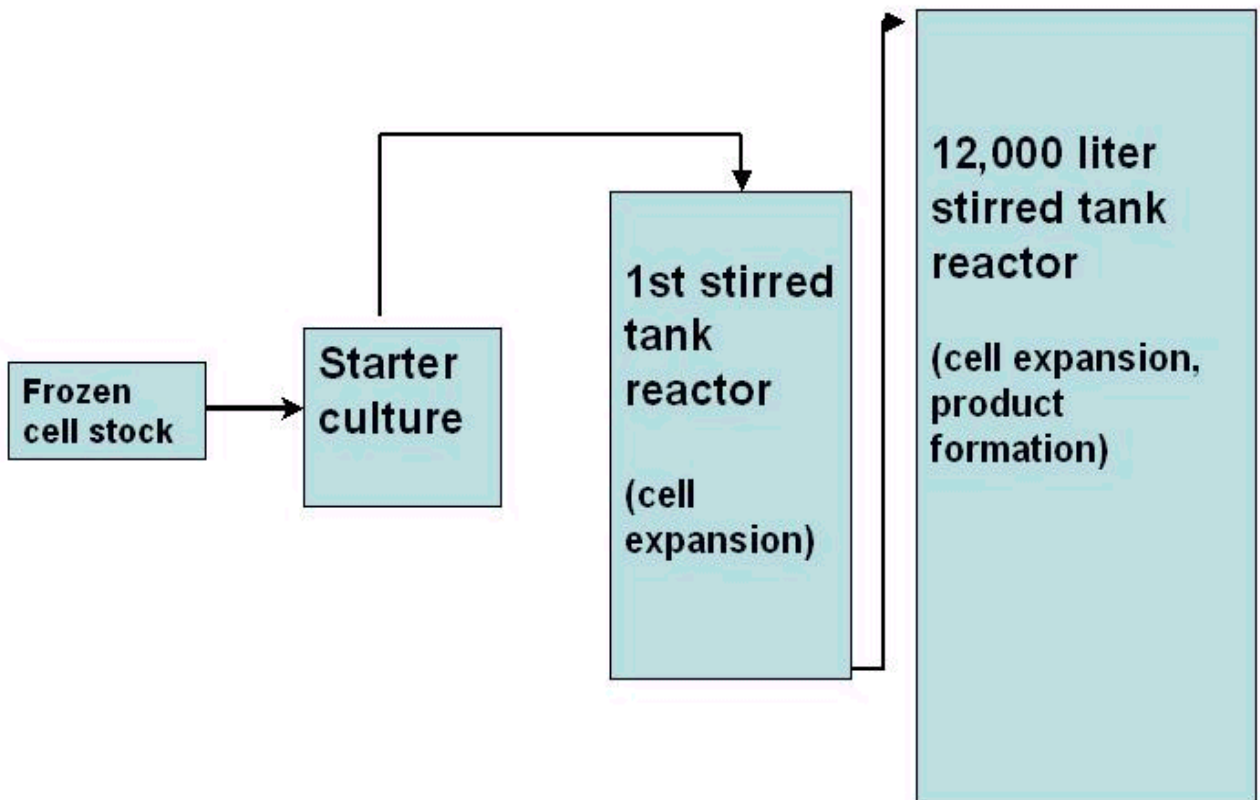 Frozen
cell stock
Starter
culture
1st stirred
tank
reactor
(cell
expansion)
12,000 liter
stirred tank
reactor
(cell expansion,
product
formation)